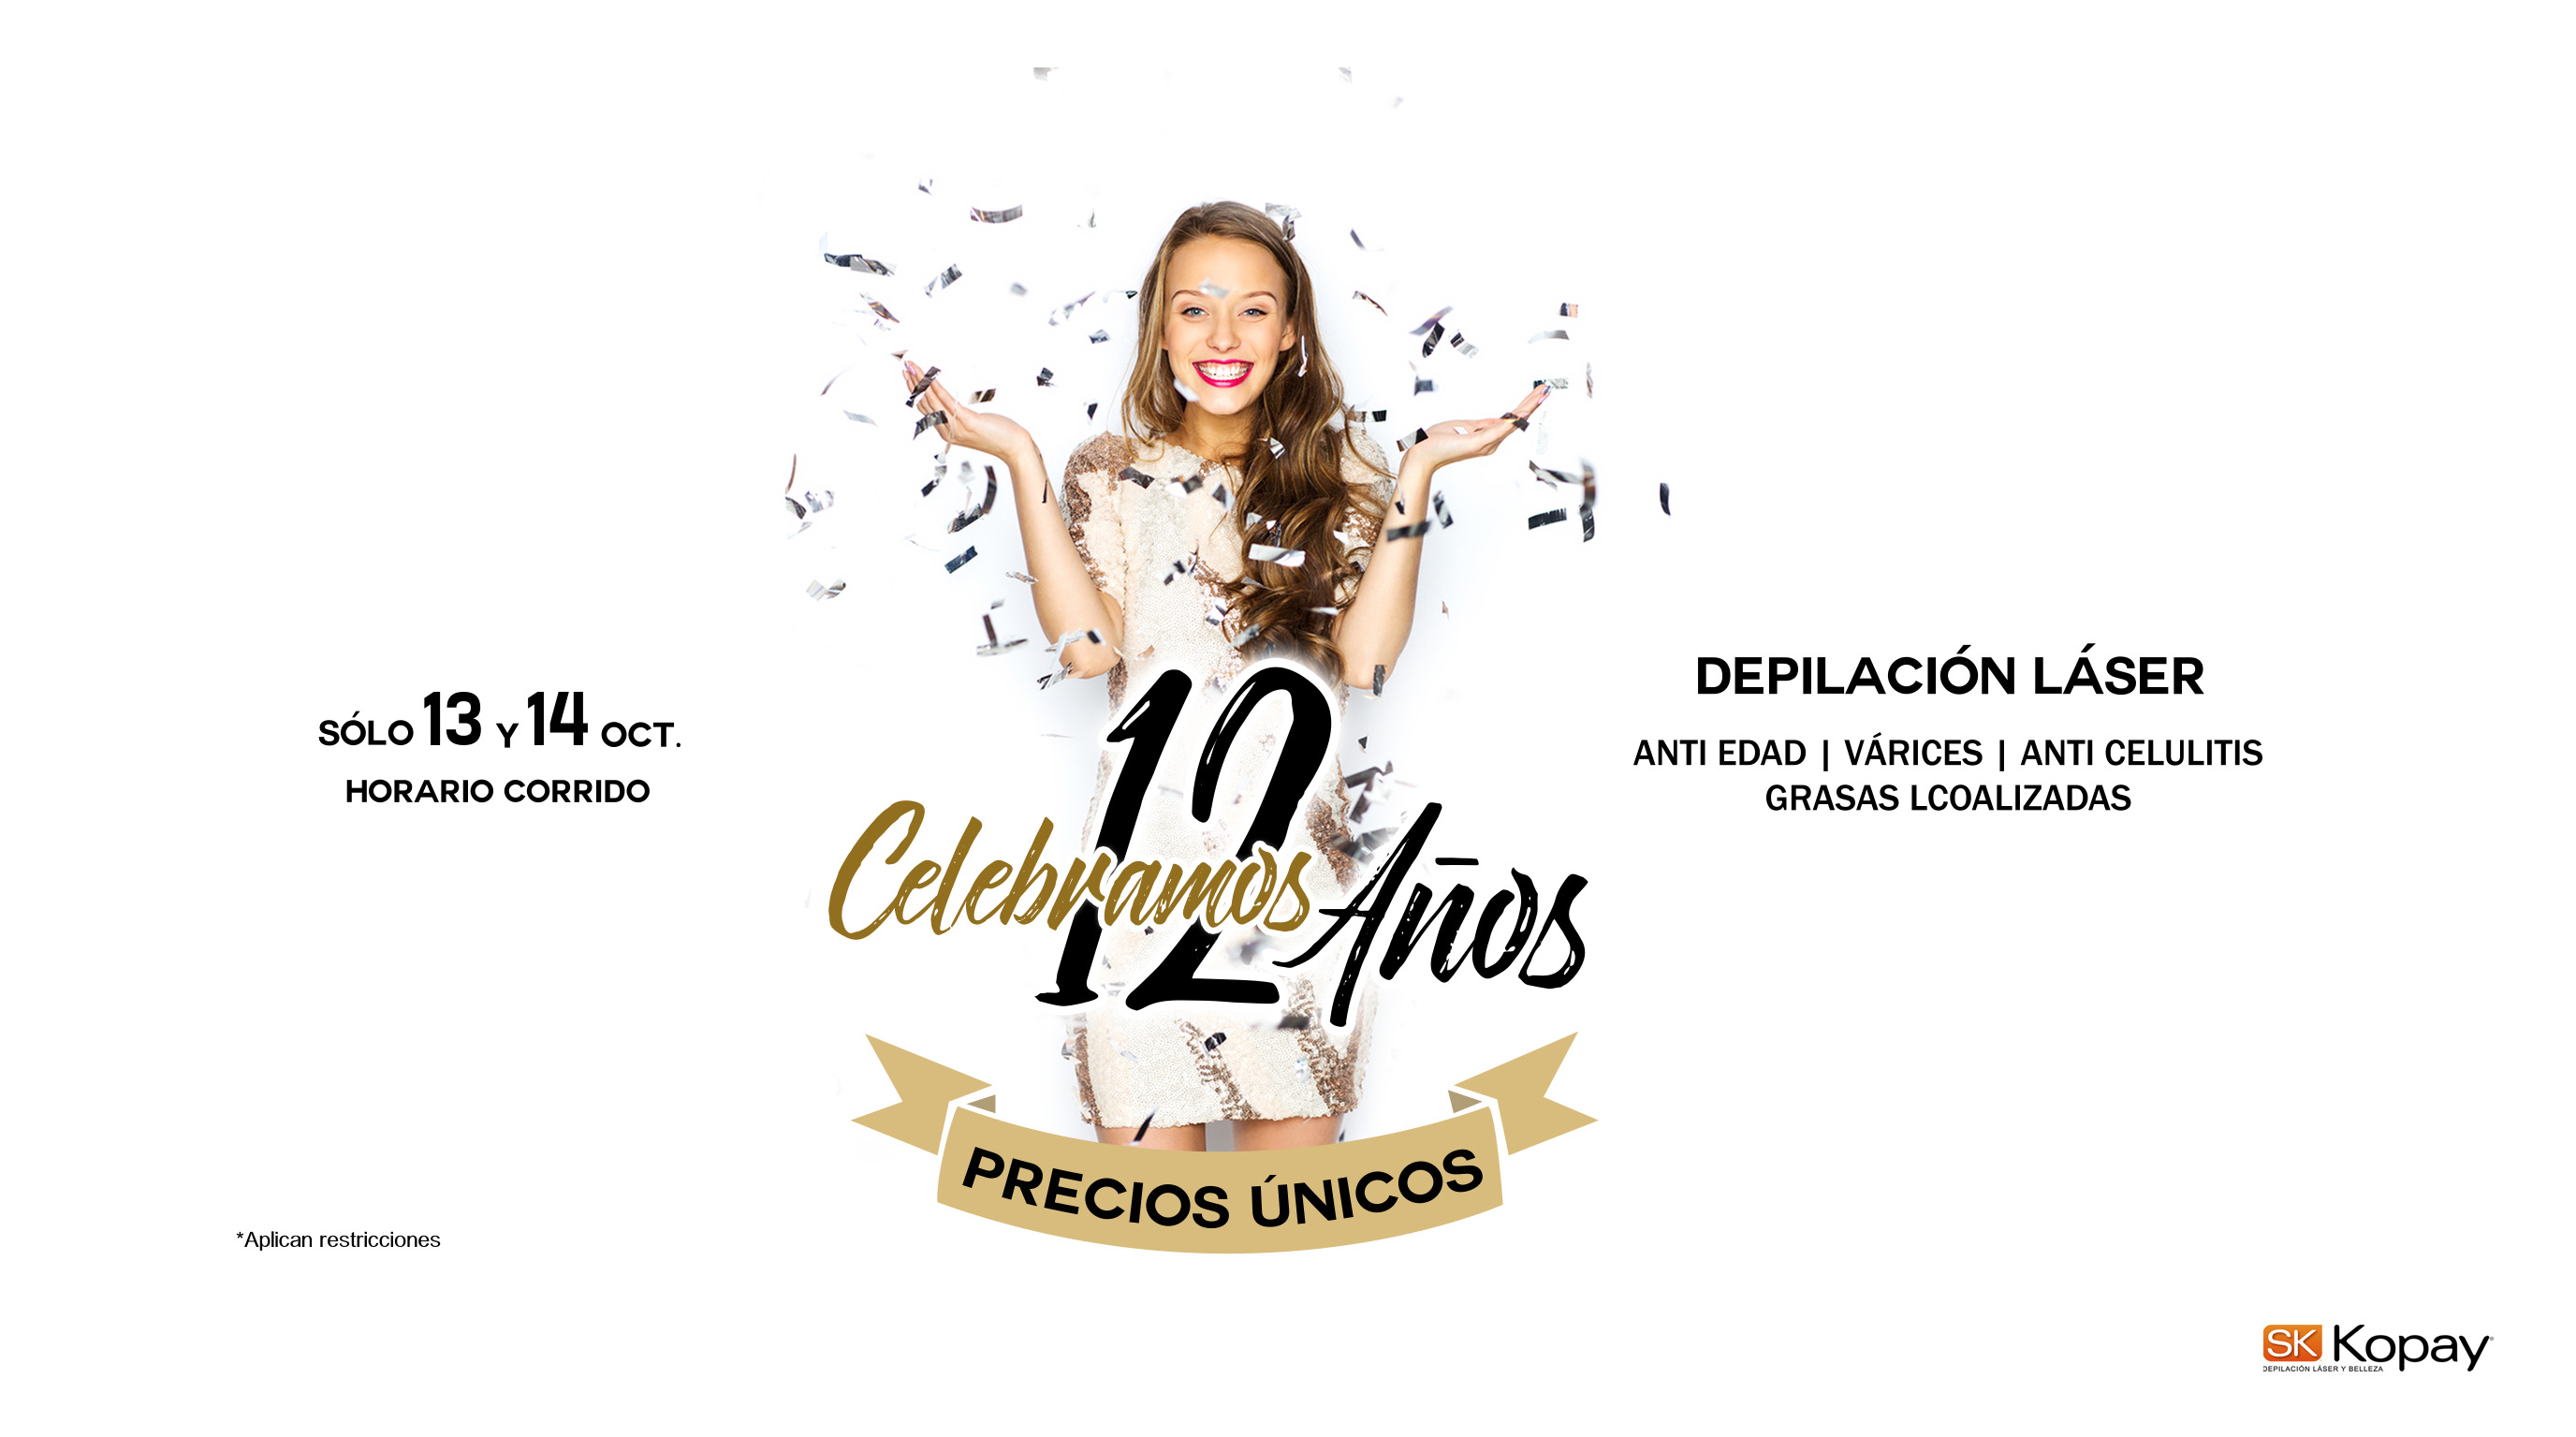 SÓLO 13 Y 14 OCT.
HORARIO CORRIDO
12
Celebramos Años
PRECIOS ÚNICOS
DEPILACIÓN LÁSER
ANTI EDAD | VÁRICES | ANTI CELULITIS
GRASAS LCOALIZADAS
*Aplican restricciones
SK Kopay
DEPILACIÓN LÁSER Y BELLEZA